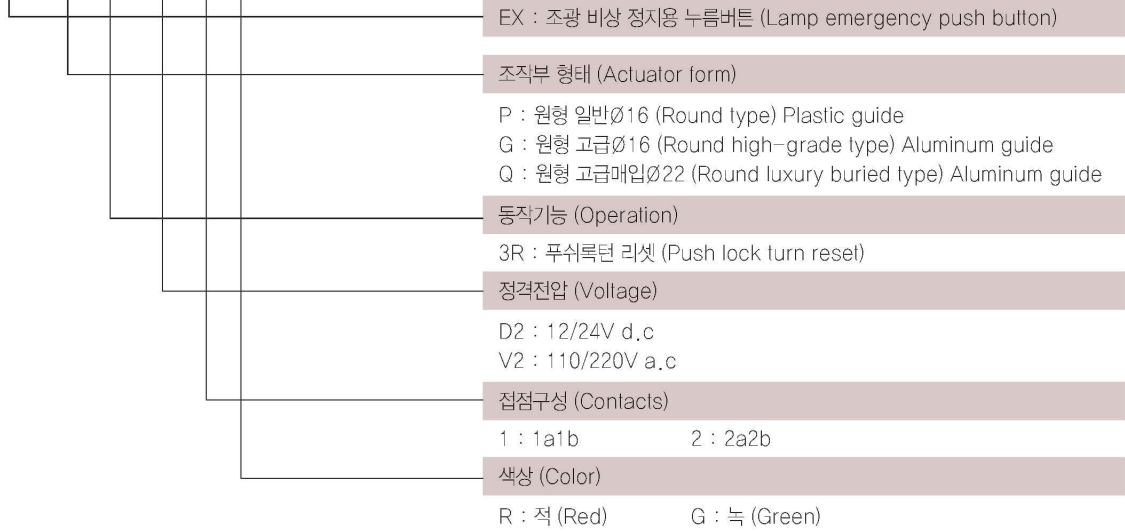 EX : 조광 비상 정지용 누름버튼 (Lamp emergency push button)
조작부 형태 (Actuator form)
P : 원형 일반Ø16 (Round type) Plastic guide
G : 원형 고급Ø16 (Round high-grade type) Aluminum guide
Q : 원형 고급매입Ø22 (Round luxury buried type) Aluminum guide
동작기능 (Operation)
3R : 푸쉬록턴 리셋 (Push lock turn reset)
정격전압 (Voltage)
D2 : 12/24V d.c
V2 : 110/220V a.c
접점구성 (Contacts)
1 : 1a1b 2 : 2a2b
색상 (Color)
R : 적 (Red) G : 녹 (Green)